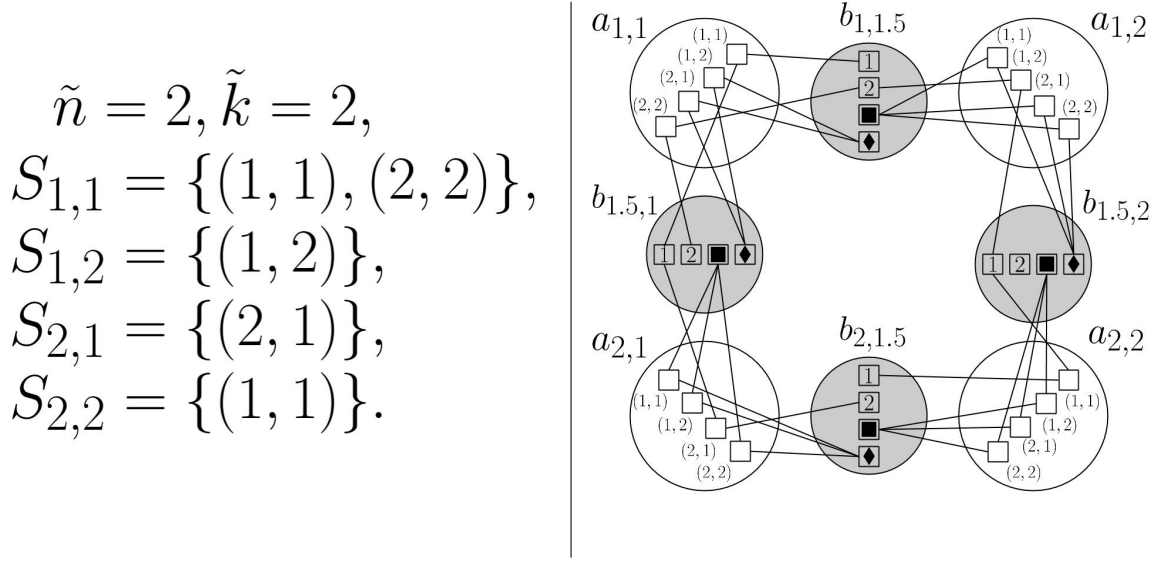 ñ = 2, k̃ = 2,
S_{1,1} = {(1, 1), (2, 2)},
S_{1,2} = {(1, 2)},
S_{2,1} = {(2, 1)},
S_{2,2} = {(1, 1)}.
a_{1,1}
(1, 1)
(1, 2)
(2, 1)
(2, 2)
b_{1,1.5}
1
2
a_{1,2}
(1, 1)
(1, 2)
(2, 1)
(2, 2)
b_{1.5,1}
1 2
b_{1.5,2}
1 2
a_{2,1}
(1, 1)
(1, 2)
(2, 1)
(2, 2)
b_{2,1.5}
1
2
a_{2,2}
(1, 1)
(1, 2)
(2, 1)
(2, 2)